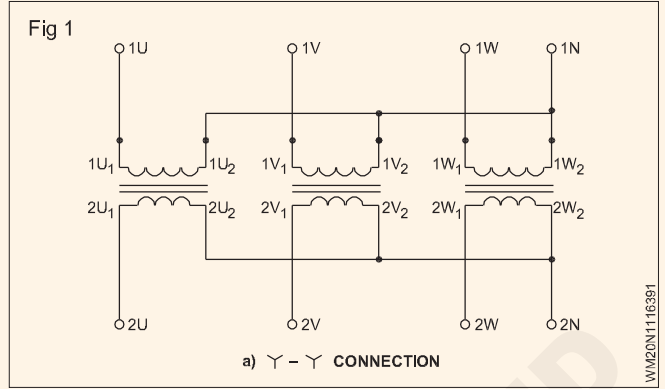 Fig 1
1U 1V 1W 1N
1U₁ 1U₂ 1V₁ 1V₂ 1W₁ 1W₂
2U₁ 2U₂ 2V₁ 2V₂ 2W₁ 2W₂
2U 2V 2W 2N
a) Y – Y CONNECTION
WM20N1116391